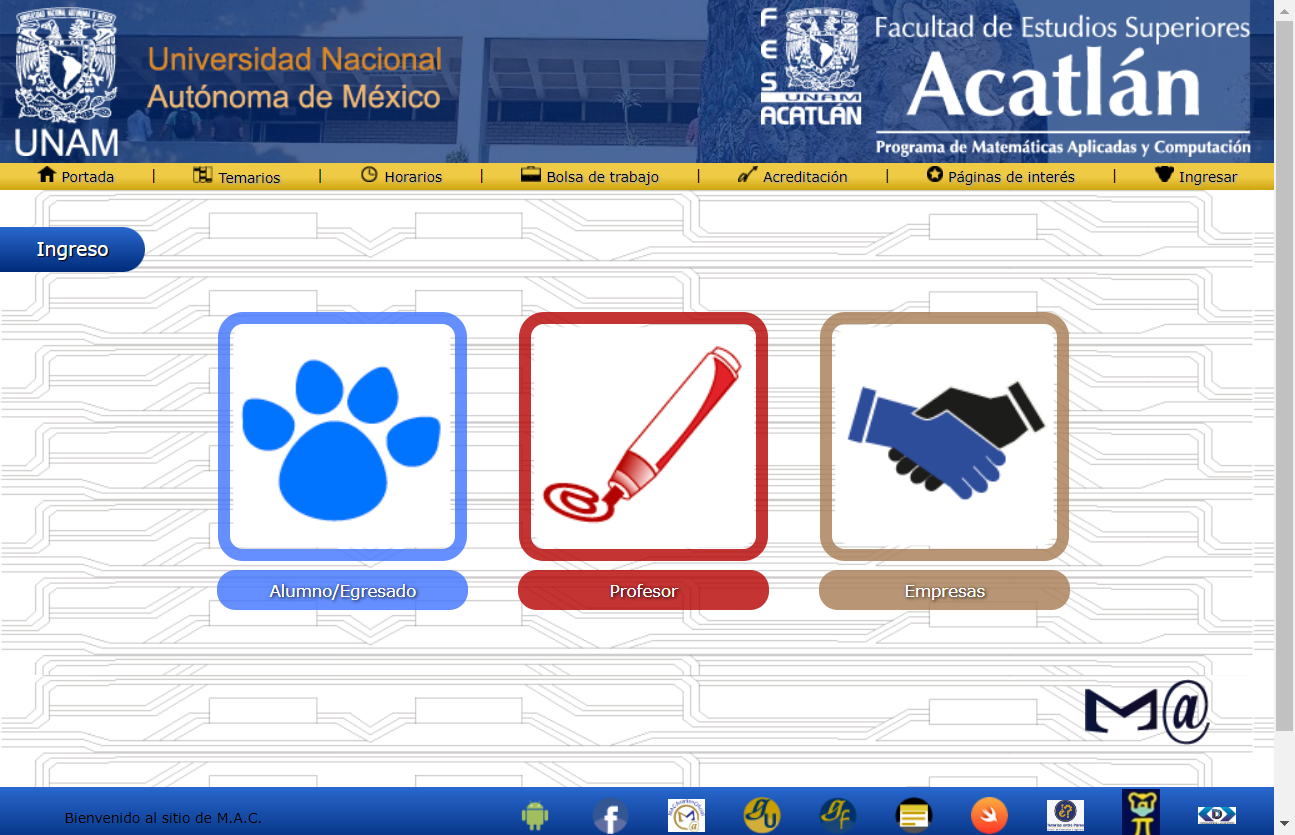 UNAM
Universidad Nacional
Autónoma de México
FES
UNAM
ACATLÁN
Facultad de Estudios Superiores
Acatlán
Programa de Matemáticas Aplicadas y Computación
Portada | Temarios | Horarios | Bolsa de trabajo | Acreditación | Páginas de interés | Ingresar
Ingreso
Alumno/Egresado
Profesor
Empresas
M@
Bienvenido al sitio de M.A.C.